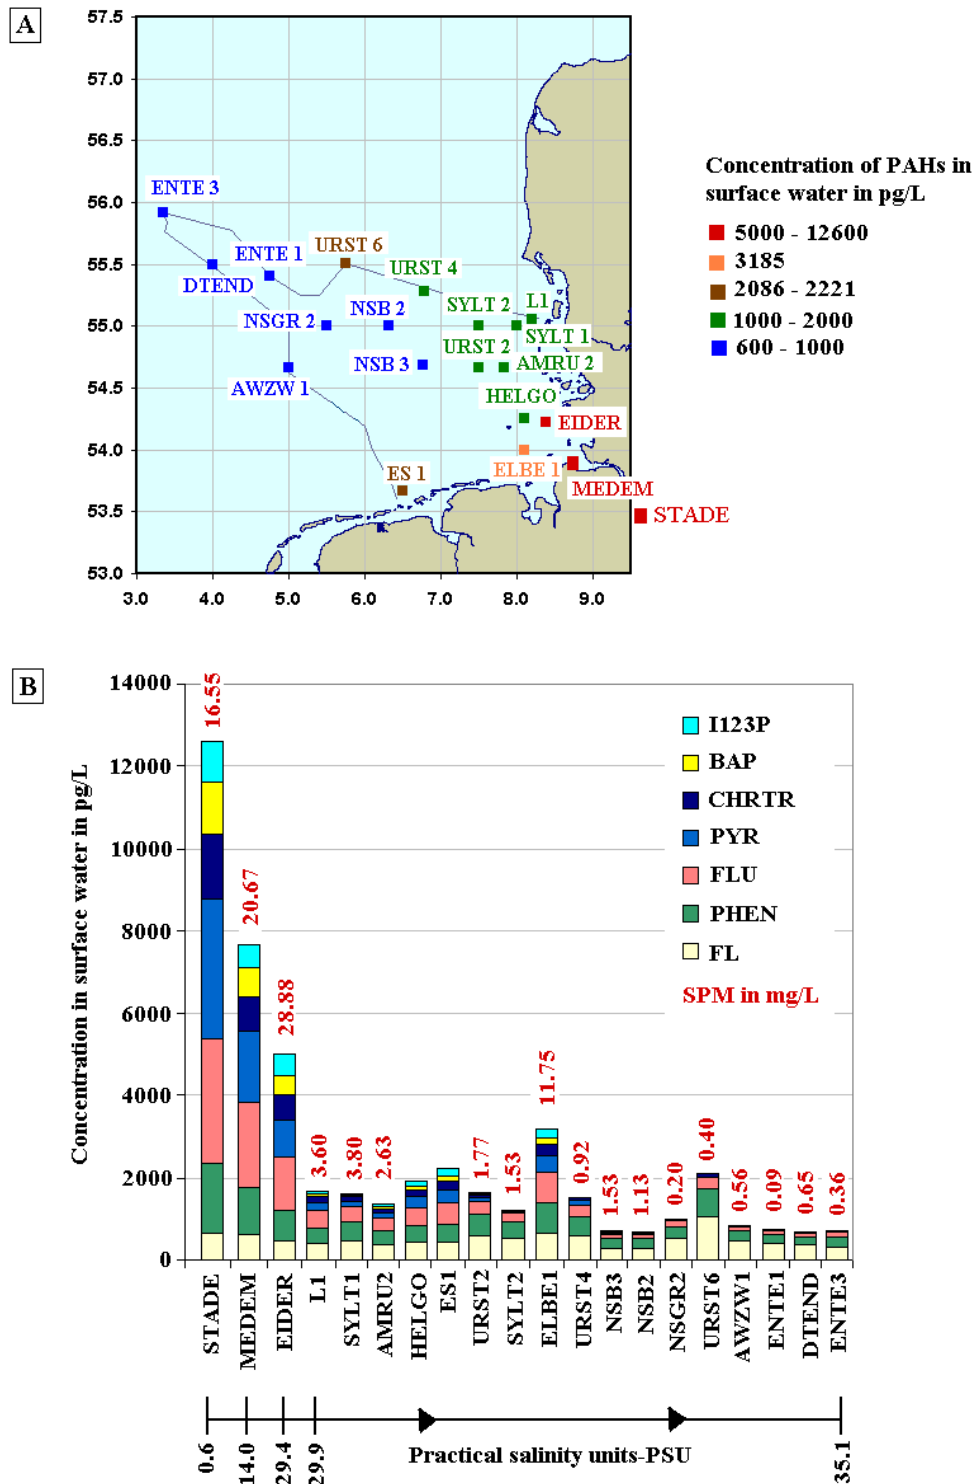 A
57.5
57.0
56.5
56.0
55.5
55.0
54.5
54.0
53.5
53.0
3.0 4.0 5.0 6.0 7.0 8.0 9.0
ENTE 3
URST 6
ENTE 1
URST 4
DTEND
L1
SYLT 2
NSB 2
NSGR 2
SYLT 1
URST 2
NSB 3
AMRU 2
AWZW 1
HELGO
EIDER
ES 1
ELBE 1
MEDEM
STADE
Concentration of PAHs in
surface water in pg/L
5000 - 12600
3185
2086 - 2221
1000 - 2000
600 - 1000
B
Concentration in surface water in pg/L
14000
12000
10000
8000
6000
4000
2000
0
16.55
20.67
28.88
3.60
3.80
2.63
1.77
1.53
11.75
0.92
1.53
1.13
0.20
0.40
0.56
0.09
0.65
0.36
I123P
BAP
CHRTR
PYR
FLU
PHEN
FL
SPM in mg/L
STADE
MEDEM
EIDER
L1
SYLT1
AMRU2
HELGO
ES1
URST2
SYLT2
ELBE1
URST4
NSB3
NSB2
NSGR2
URST6
AWZW1
ENTE1
DTEND
ENTE3
0.6
14.0
29.4
29.9
35.1
Practical salinity units-PSU